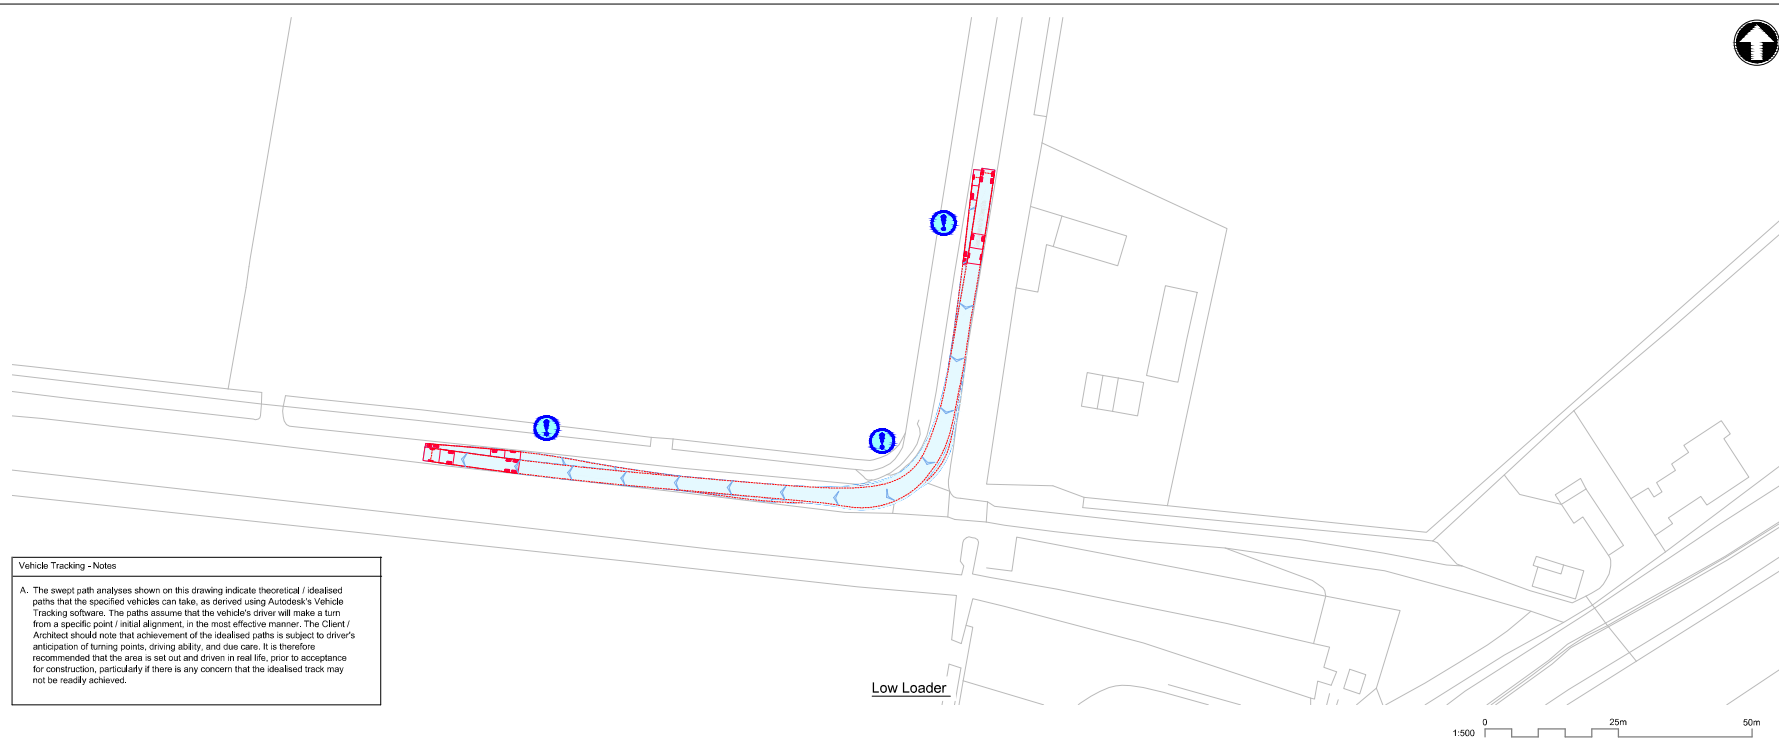 Vehicle Tracking - Notes
A. The swept path analyses shown on this drawing indicate theoretical / idealised
paths that the specified vehicles can take, as derived using Autodesk's Vehicle
Tracking software. The paths assume that the vehicle's driver will make a turn
from a specific point / initial alignment, in the most effective manner. The Client /
Architect should note that achievement of the idealised paths is subject to driver's
anticipation of turning points, driving ability, and due care. It is therefore
recommended that the area is set out and driven in real life, prior to acceptance
for construction, particularly if there is any concern that the idealised track may
not be readily achieved.
Low Loader
0 25m 50m
1:500